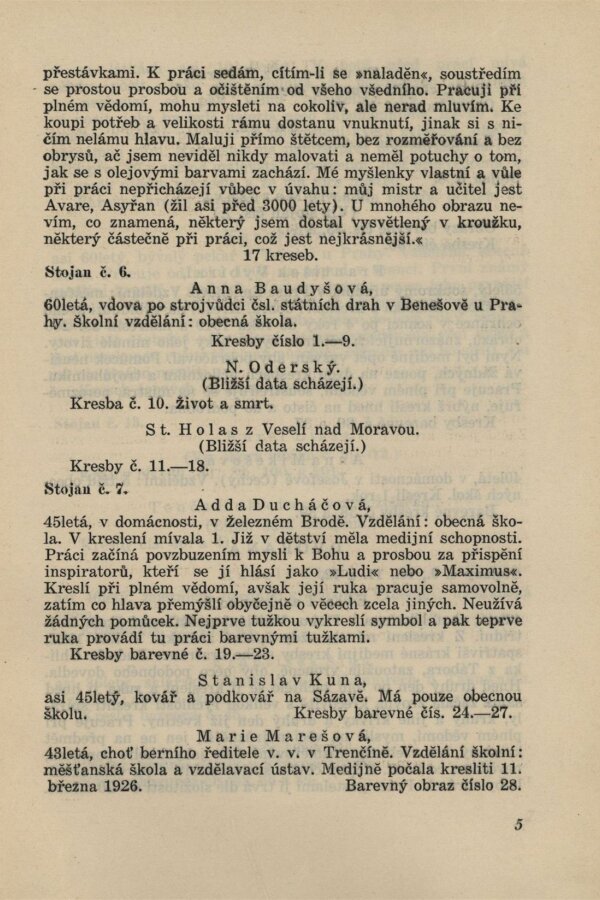 přestávkami. K práci sedám, cítím-li se »naladěn«, soustředím
se prostou prosbou a očištěním od všeho všedního. Pracuji při
plném vědomí, mohu mysleti na cokoliv, ale nerad mluvím. Ke
koupi potřeb a velikosti rámu dostanu vnuknutí, jinak si s ni-
čím nelámu hlavu. Maluji přímo štětcem, bez rozměřování a bez
obrysů, ač jsem neviděl nikdy malovati a neměl potuchy o tom,
jak se s olejovými barvami zachází. Mé myšlenky vlastní a vůle
při práci nepřicházejí vůbec v úvahu: můj mistr a učitel jest
Avare, Asyřan (žil asi před 3000 lety). U mnohého obrazu ne-
vím, co znamená, některý jsem dostal vysvětlený v kroužku,
některý částečně při práci, což jest nejkrásnější.«
17 kreseb.
Stojan č. 6.
Anna Baudyšová,
60letá, vdova po strojvůdci čsl. státních drah v Benešově u Pra-
hy. Školní vzdělání: obecná škola.
Kresby číslo 1.—9.
N. Oderský.
(Bližší data scházejí.)
Kresba č. 10. Život a smrt.
St. Holas z Veselí nad Moravou.
(Bližší data scházejí.)
Kresby č. 11.—18.
Stojan č. 7.
Adda Ducháčová,
45letá, v domácnosti, v železném Brodě. Vzdělání: obecná ško-
la. V kreslení mívala 1. Již v dětství měla medijní schopnosti.
Práci začíná povzbuzením mysli k Bohu a prosbou za přispění
inspiratorů, kteří se jí hlásí jako »Ludi« nebo »Maximus«.
Kreslí při plném vědomí, avšak její ruka pracuje samovolně,
zatím co hlava přemýšlí obyčejně o věcech zcela jiných. Neužívá
žádných pomůcek. Nejprve tužkou vykreslí symbol a pak teprve
ruka provádí tu práci barevnými tužkami.
Kresby barevné č. 19.—23.
Stanislav Kuna,
asi 45letý, kovář a podkovář na Sázavě. Má pouze obecnou
školu. Kresby barevné čís. 24.—27.
Marie Marešová,
43letá, choť berního ředitele v. v. v Trenčíně. Vzdělání školní:
měšťanská škola a vzdělavací ústav. Medijně počala kresliti 11.
března 1926. Barevný obraz číslo 28.
5